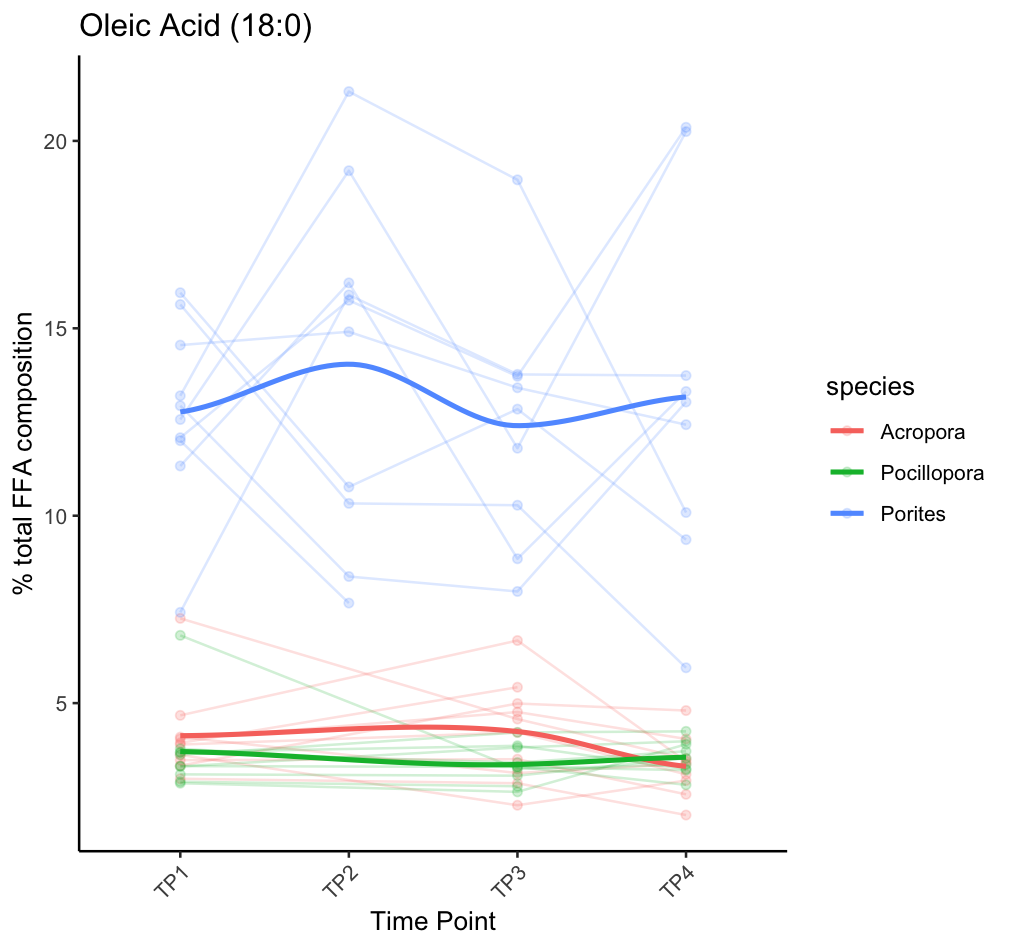 Oleic Acid (18:0)
% total FFA composition
20
15
10
5
TP1
TP2
TP3
TP4
Time Point
species
Acropora
Pocillopora
Porites